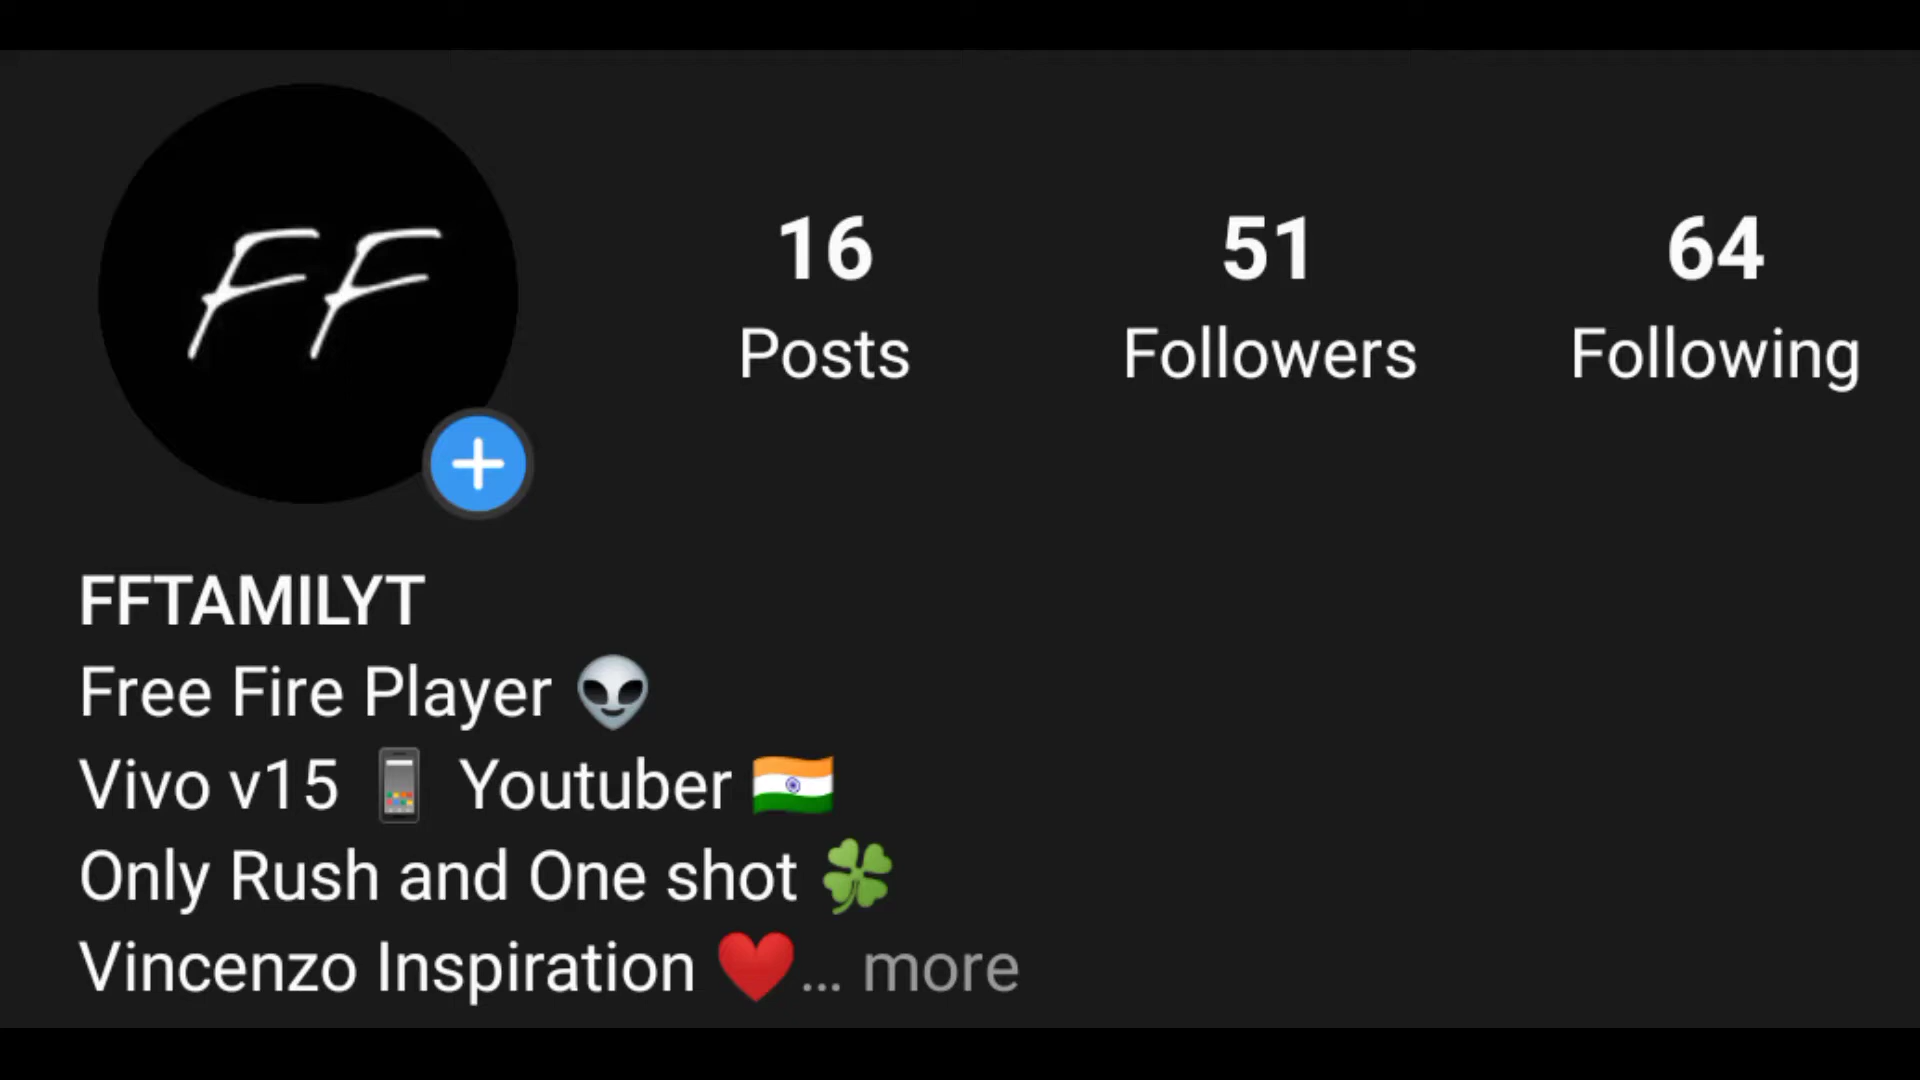 FF
16 51 64
Posts Followers Following
FFTAMILYT
Free Fire Player 👽
Vivo v15 📱 Youtuber 🇮🇳
Only Rush and One shot 🍀
Vincenzo Inspiration ❤️... more